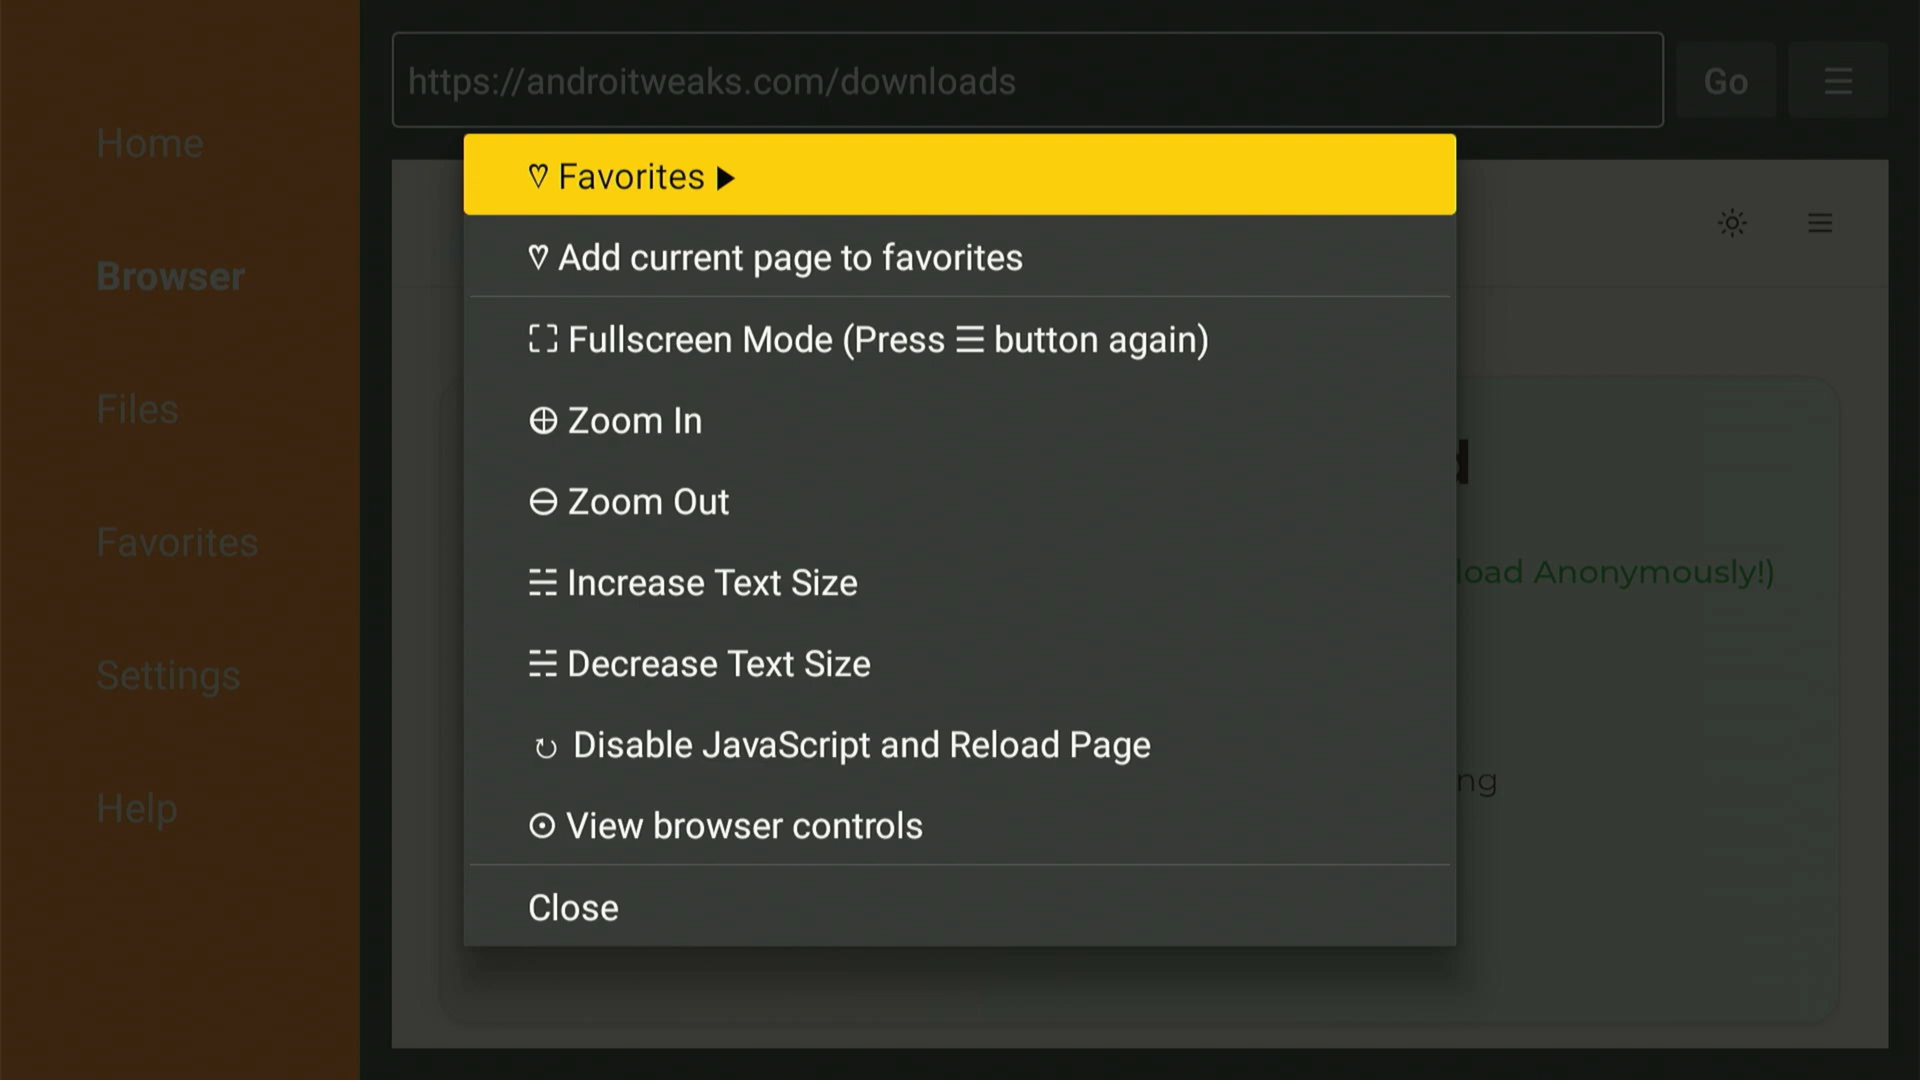 https://androitweaks.com/downloads
Go
☰
Home
Browser
Files
Favorites
Settings
Help
♡ Favorites ▶
♡ Add current page to favorites
⛶ Fullscreen Mode (Press ☰ button again)
⊕ Zoom In
⊖ Zoom Out
☵ Increase Text Size
☵ Decrease Text Size
↻ Disable JavaScript and Reload Page
⊙ View browser controls
Close
load Anonymously!)
ng